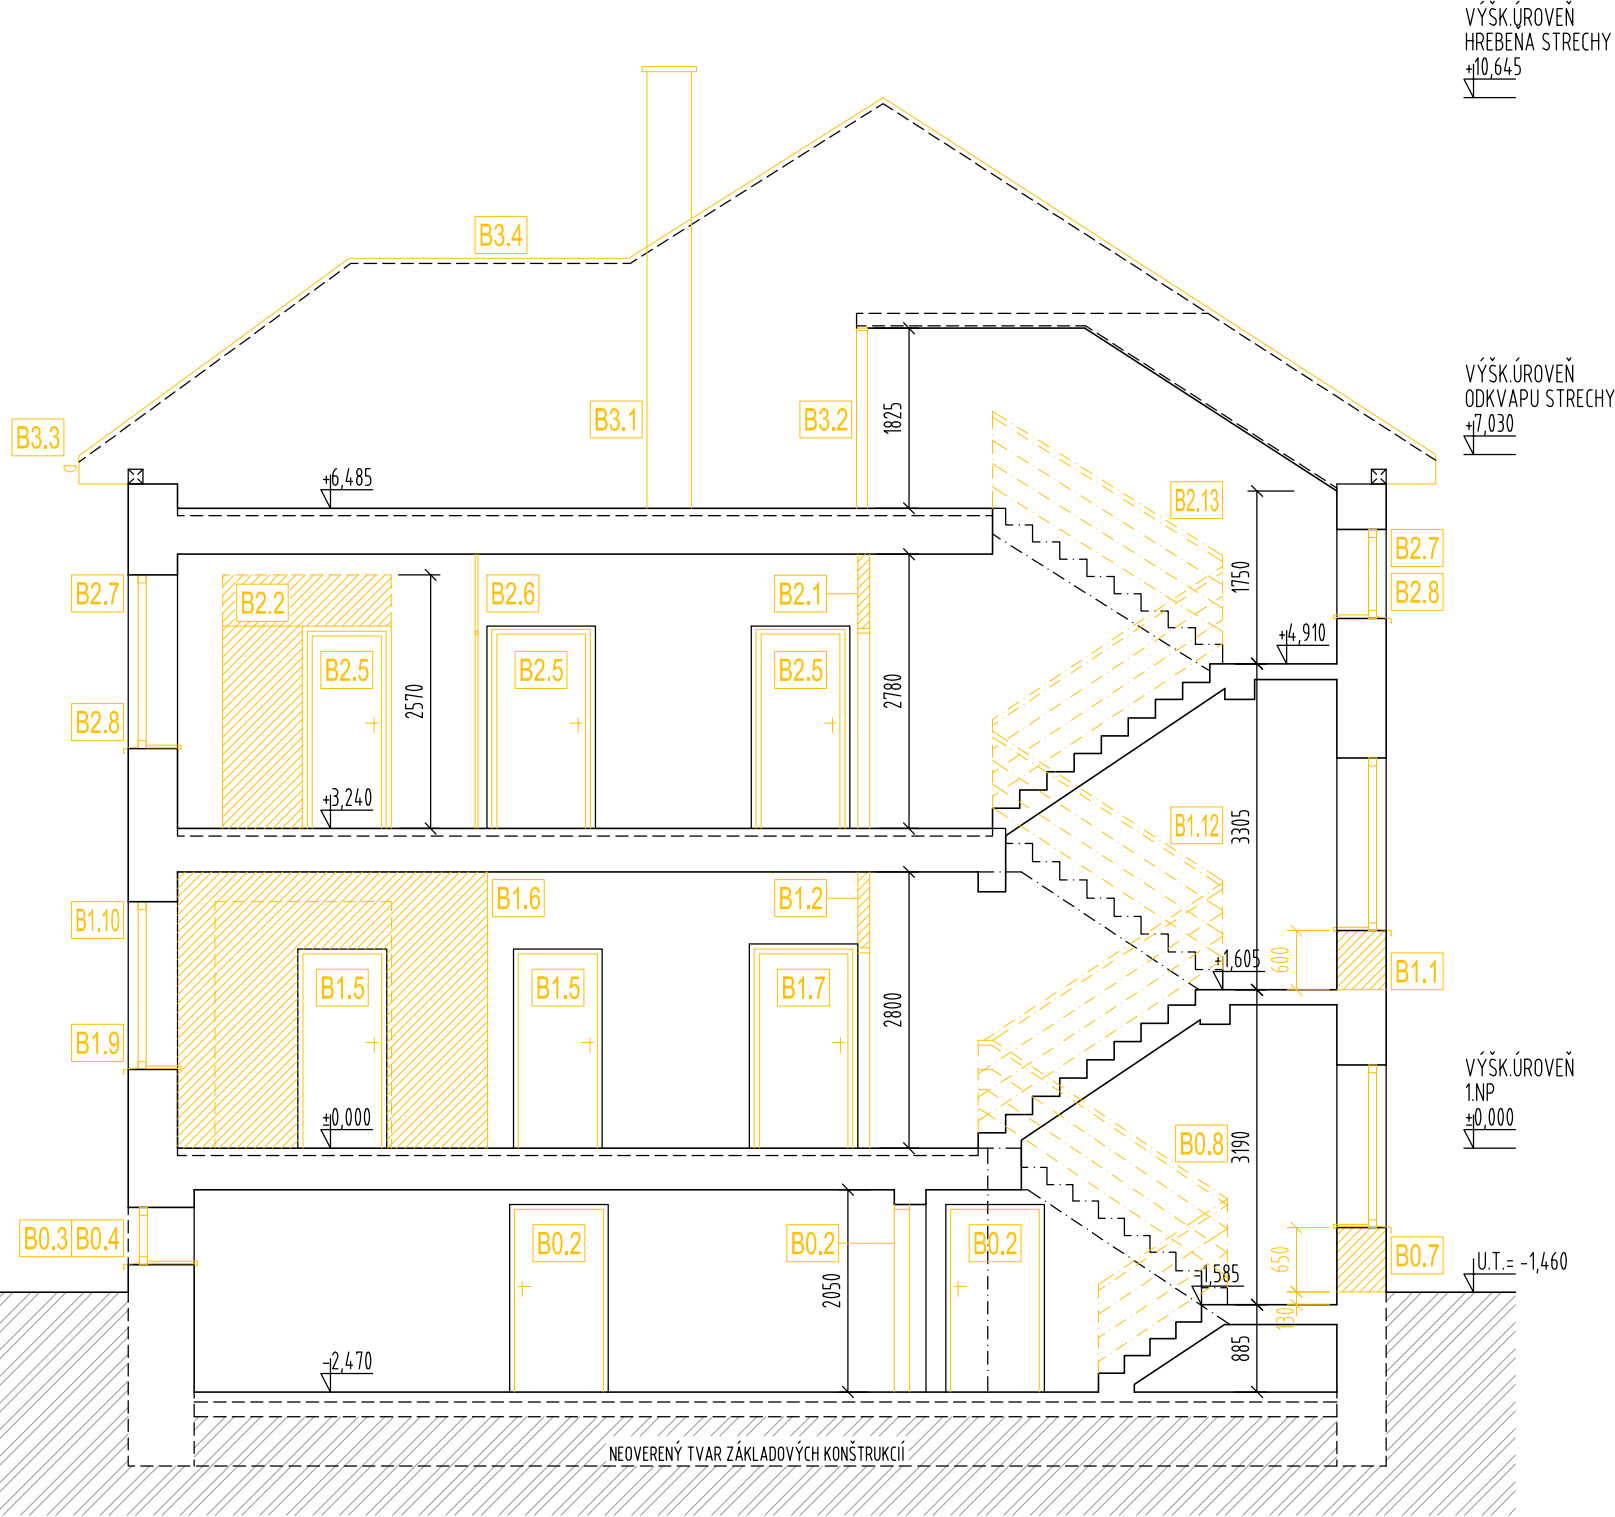 VÝŠK.ÚROVEŇ
HREBEŇA STRECHY
+10,645
B3.4
VÝŠK.ÚROVEŇ
ODKVAPU STRECHY
+7,030
B3.3
B3.1
B3.2
1825
+6,485
B2.13
B2.7
B2.8
1750
B2.7
B2.2
B2.6
B2.1
+4,910
B2.5
B2.5
B2.5
2570
2780
B2.8
+3,240
B1.12
3305
B1.10
B1.6
B1.2
+1,605
600
B1.1
B1.5
B1.5
B1.7
2800
B1.9
±0,000
VÝŠK.ÚROVEŇ
1.NP
±0,000
B0.8
3190
B0.3
B0.4
B0.2
B0.2
B0.2
650
B0.7
U.T.= -1,460
-1,585
2050
130
885
-2,470
NEOVERENÝ TVAR ZÁKLADOVÝCH KONŠTRUKCIÍ